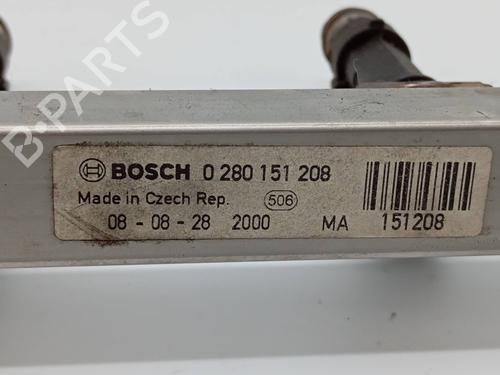 B-PARTS
BOSCH 0 280 151 208
Made in Czech Rep. 506
08 - 08 - 28 2000 MA 151208